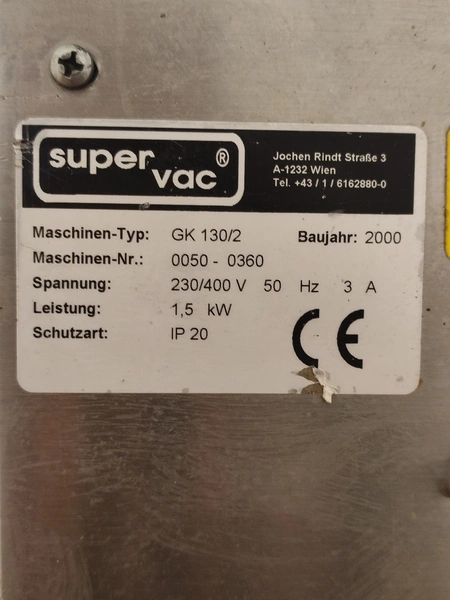 super vac ®
Jochen Rindt Straße 3
A-1232 Wien
Tel. +43 / 1 / 6162880-0
Maschinen-Typ: GK 130/2 Baujahr: 2000
Maschinen-Nr.: 0050 - 0360
Spannung: 230/400 V 50 Hz 3 A
Leistung: 1,5 kW
Schutzart: IP 20
CE